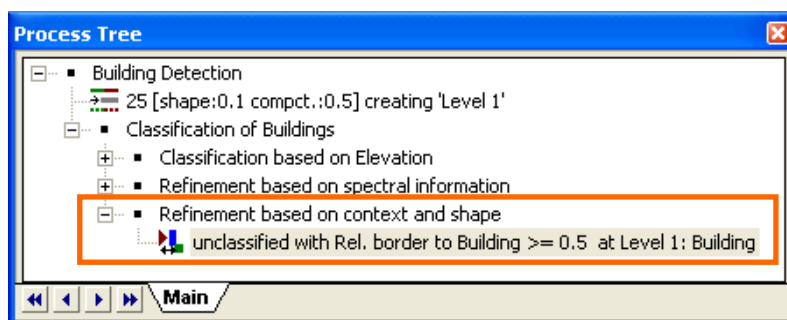 Process Tree
Building Detection
25 [shape:0.1 compct.:0.5] creating 'Level 1'
Classification of Buildings
Classification based on Elevation
Refinement based on spectral information
Refinement based on context and shape
unclassified with Rel. border to Building >= 0.5 at Level 1: Building
Main